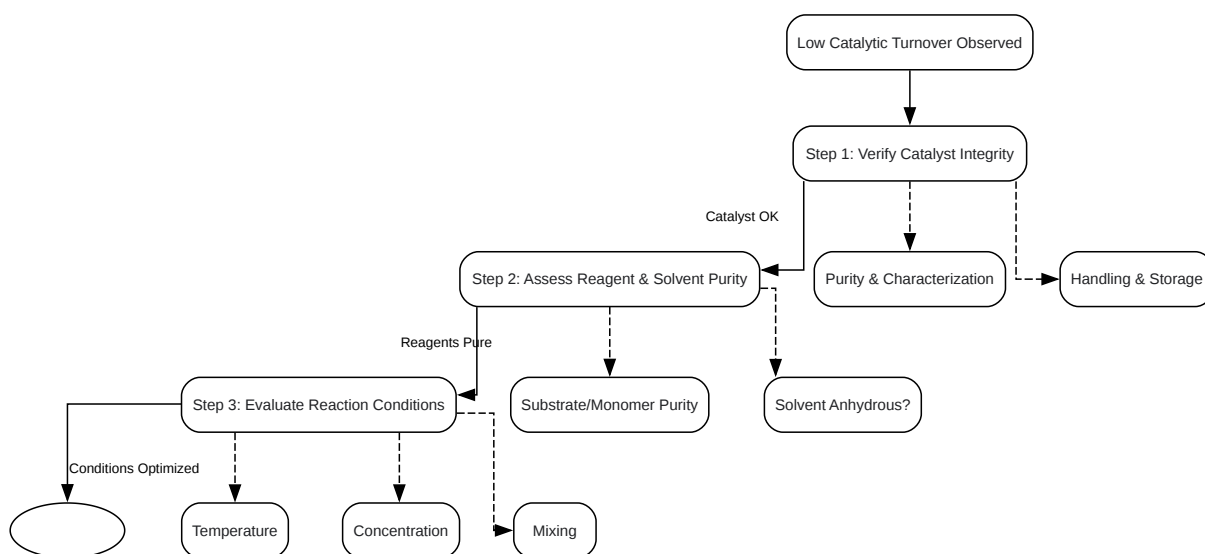 Low Catalytic Turnover Observed
Step 1: Verify Catalyst Integrity
Catalyst OK
Step 2: Assess Reagent & Solvent Purity
Purity & Characterization
Handling & Storage
Reagents Pure
Step 3: Evaluate Reaction Conditions
Substrate/Monomer Purity
Solvent Anhydrous?
Conditions Optimized
Temperature
Concentration
Mixing